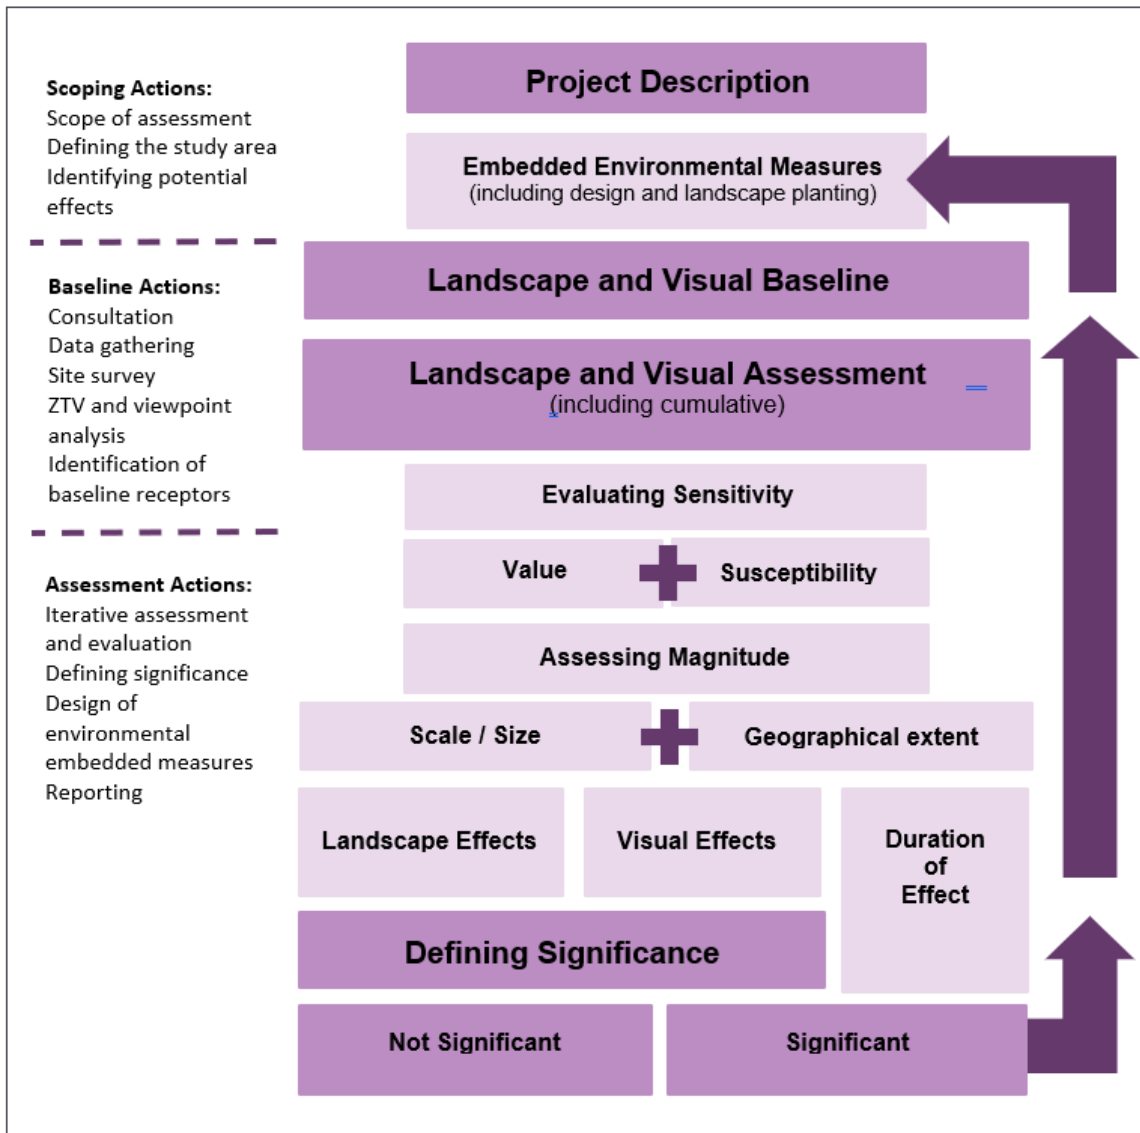 Scoping Actions:
Scope of assessment
Defining the study area
Identifying potential
effects
Baseline Actions:
Consultation
Data gathering
Site survey
ZTV and viewpoint
analysis
Identification of
baseline receptors
Assessment Actions:
Iterative assessment
and evaluation
Defining significance
Design of
environmental
embedded measures
Reporting
Project Description
Embedded Environmental Measures
(including design and landscape planting)
Landscape and Visual Baseline
Landscape and Visual Assessment
(including cumulative)
Evaluating Sensitivity
Value
Susceptibility
Assessing Magnitude
Scale / Size
Geographical extent
Landscape Effects
Visual Effects
Duration
of
Effect
Defining Significance
Not Significant
Significant